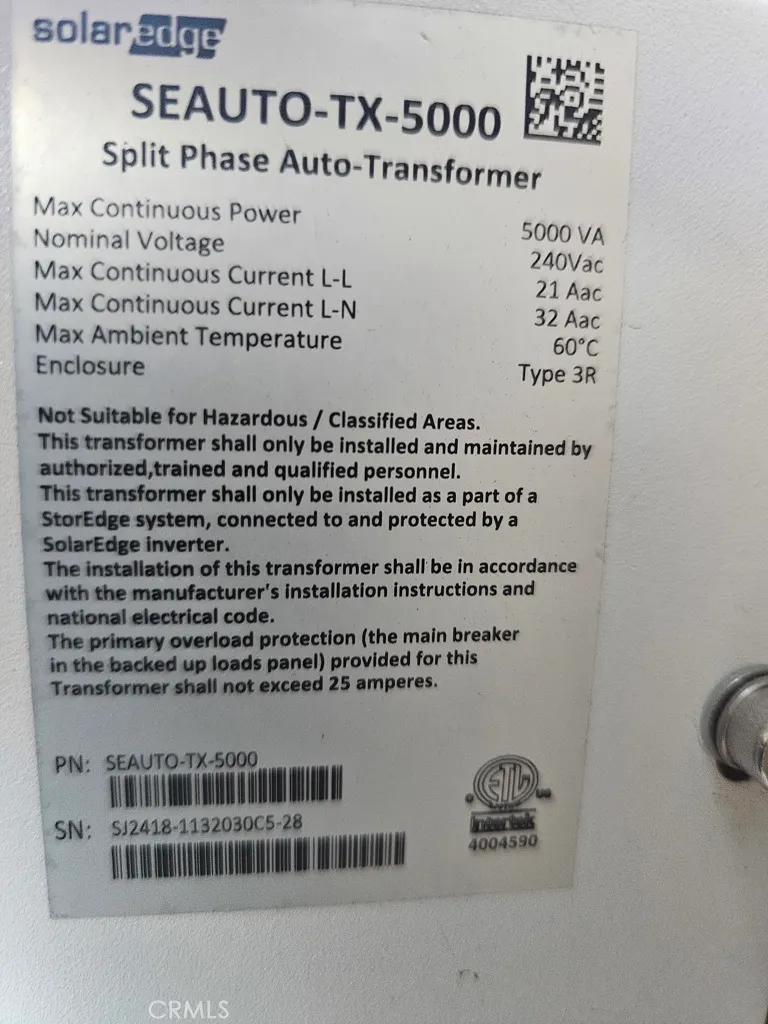 solaredge
SEAUTO-TX-5000
Split Phase Auto-Transformer
Max Continuous Power 5000 VA
Nominal Voltage 240Vac
Max Continuous Current L-L 21 Aac
Max Continuous Current L-N 32 Aac
Max Ambient Temperature 60°C
Enclosure Type 3R
Not Suitable for Hazardous / Classified Areas.
This transformer shall only be installed and maintained by
authorized,trained and qualified personnel.
This transformer shall only be installed as a part of a
StorEdge system, connected to and protected by a
SolarEdge inverter.
The installation of this transformer shall be in accordance
with the manufacturer's installation instructions and
national electrical code.
The primary overload protection (the main breaker
in the backed up loads panel) provided for this
Transformer shall not exceed 25 amperes.
PN: SEAUTO-TX-5000
SN: SJ2418-1132030C5-28
ETL
Intertek
4004590
CRMLS